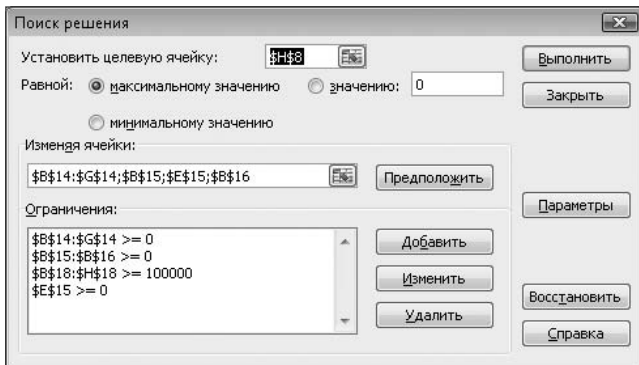 Поиск решения
Установить целевую ячейку: $H$8
Выполнить
Равной: максимальному значению значению: 0
Закрыть
минимальному значению
Изменяя ячейки:
$B$14:$G$14;$B$15;$E$15;$B$16
Предположить
Параметры
Ограничения:
$B$14:$G$14 >= 0
$B$15:$B$16 >= 0
$B$18:$H$18 >= 100000
$E$15 >= 0
Добавить
Изменить
Удалить
Восстановить
Справка